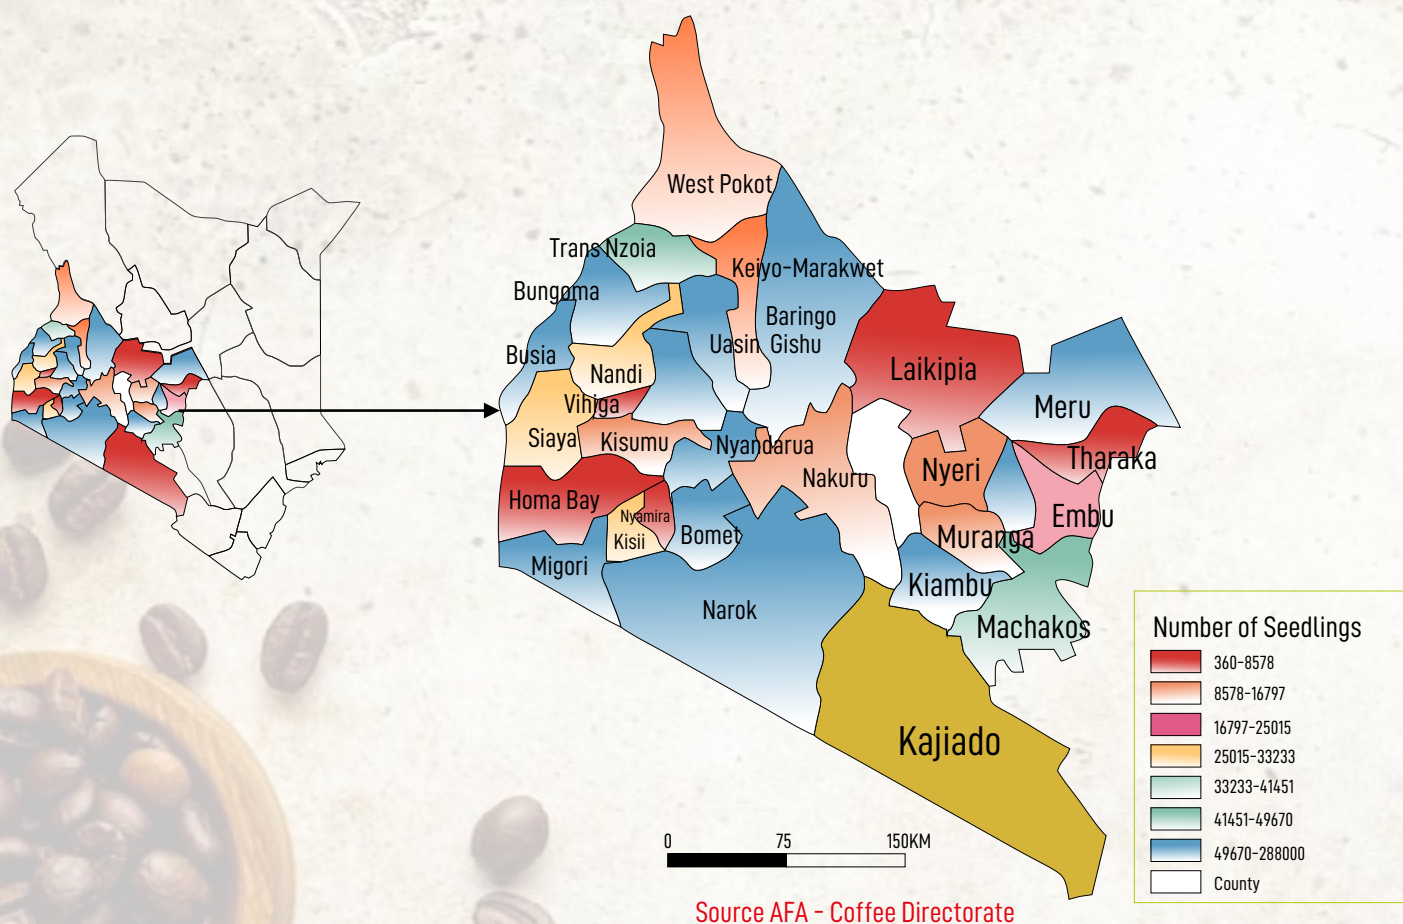 West Pokot
Trans Nzoia
Keiyo-Marakwet
Bungoma
Baringo
Uasin Gishu
Busia
Laikipia
Nandi
Meru
Vihiga
Siaya
Kisumu
Nyandarua
Tharaka
Nyeri
Nakuru
Homa Bay
Nyamira
Embu
Kisii
Bomet
Muranga
Migori
Kiambu
Narok
Machakos
Kajiado
Number of Seedlings
360-8578
8578-16797
16797-25015
25015-33233
33233-41451
41451-49670
49670-288000
County
0 75 150KM
Source AFA - Coffee Directorate